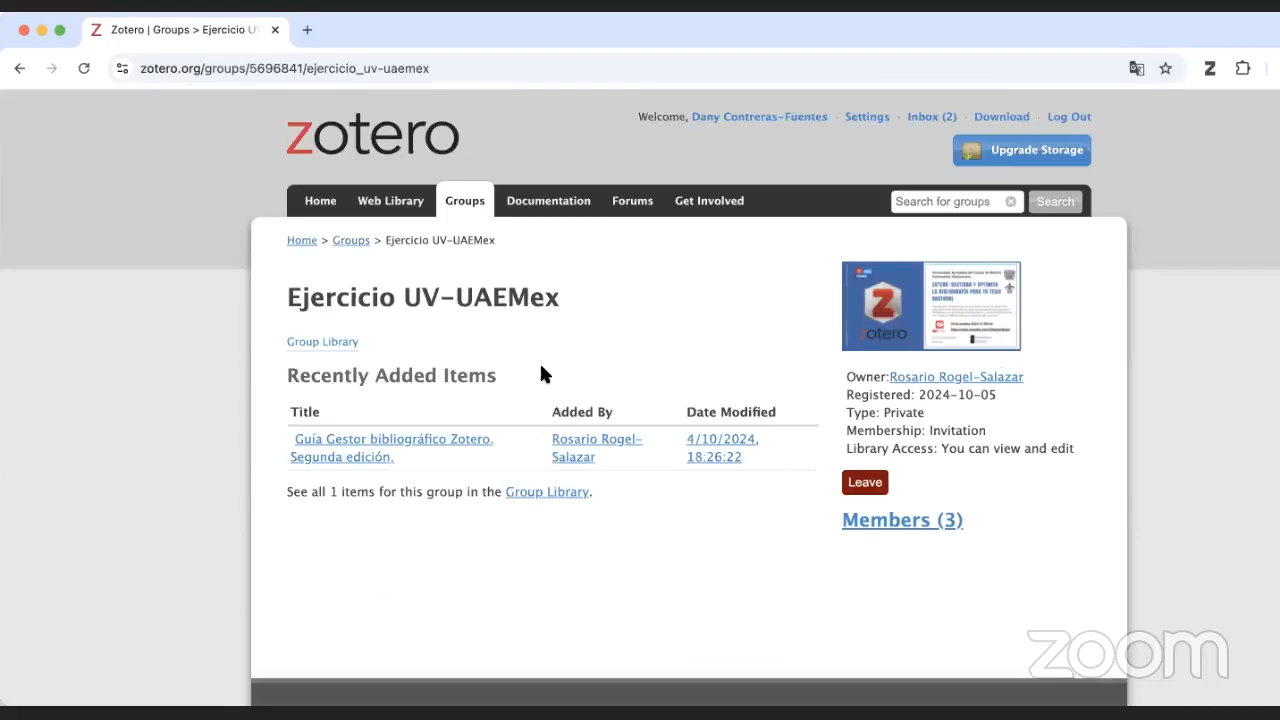 Zotero | Groups > Ejercicio UV
zotero.org/groups/5696841/ejercicio_uv-uaemex
zotero
Welcome, Dany Contreras-Fuentes · Settings · Inbox (2) · Download · Log Out
Upgrade Storage
Home Web Library Groups Documentation Forums Get Involved
Search for groups Search
Home > Groups > Ejercicio UV-UAEMex
Ejercicio UV-UAEMex
Group Library
Recently Added Items
Title Added By Date Modified
Guía Gestor bibliográfico Zotero. Rosario Rogel- 4/10/2024,
Segunda edición. Salazar 18:26:22
See all 1 items for this group in the Group Library.
zotero
Owner:Rosario Rogel-Salazar
Registered: 2024-10-05
Type: Private
Membership: Invitation
Library Access: You can view and edit
Leave
Members (3)
zoom